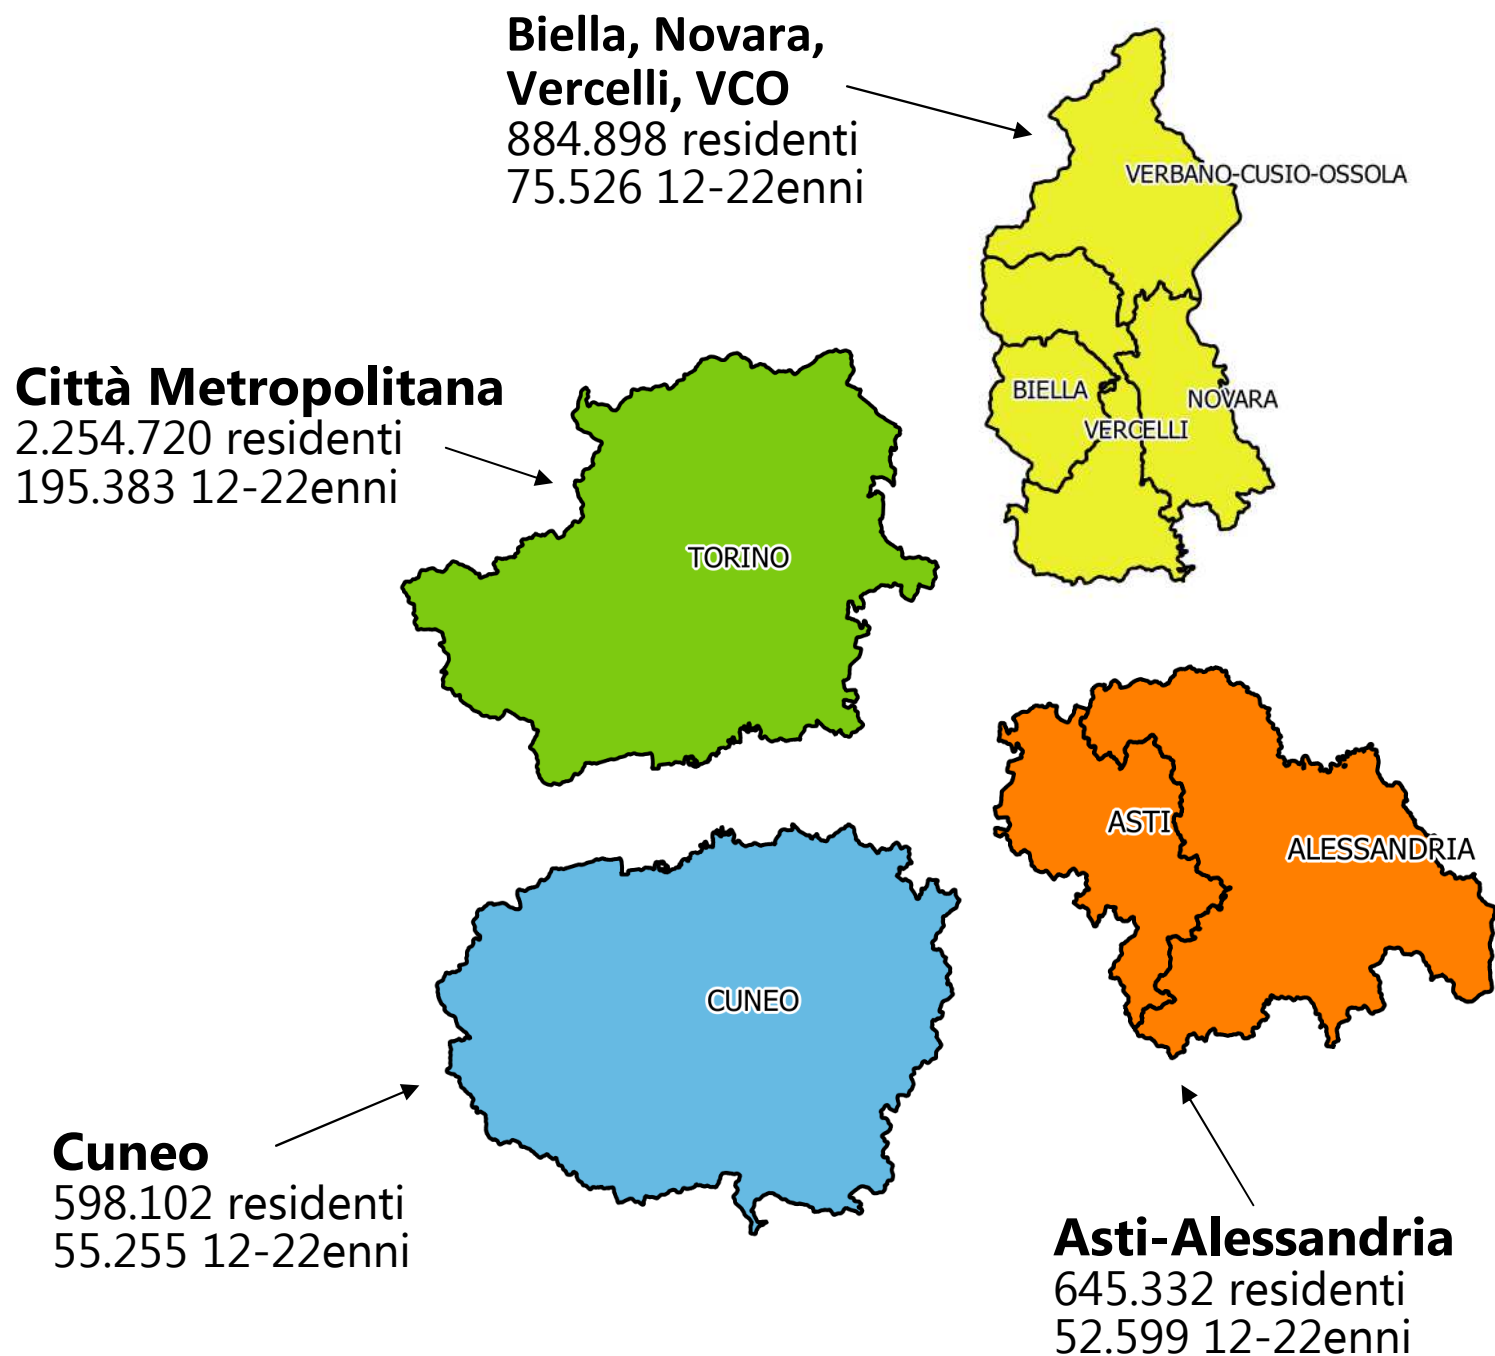 Biella, Novara,
Vercelli, VCO
884.898 residenti
75.526 12-22enni
VERBANO-CUSIO-OSSOLA
BIELLA
NOVARA
VERCELLI
Città Metropolitana
2.254.720 residenti
195.383 12-22enni
TORINO
ASTI
ALESSANDRIA
CUNEO
Cuneo
598.102 residenti
55.255 12-22enni
Asti-Alessandria
645.332 residenti
52.599 12-22enni